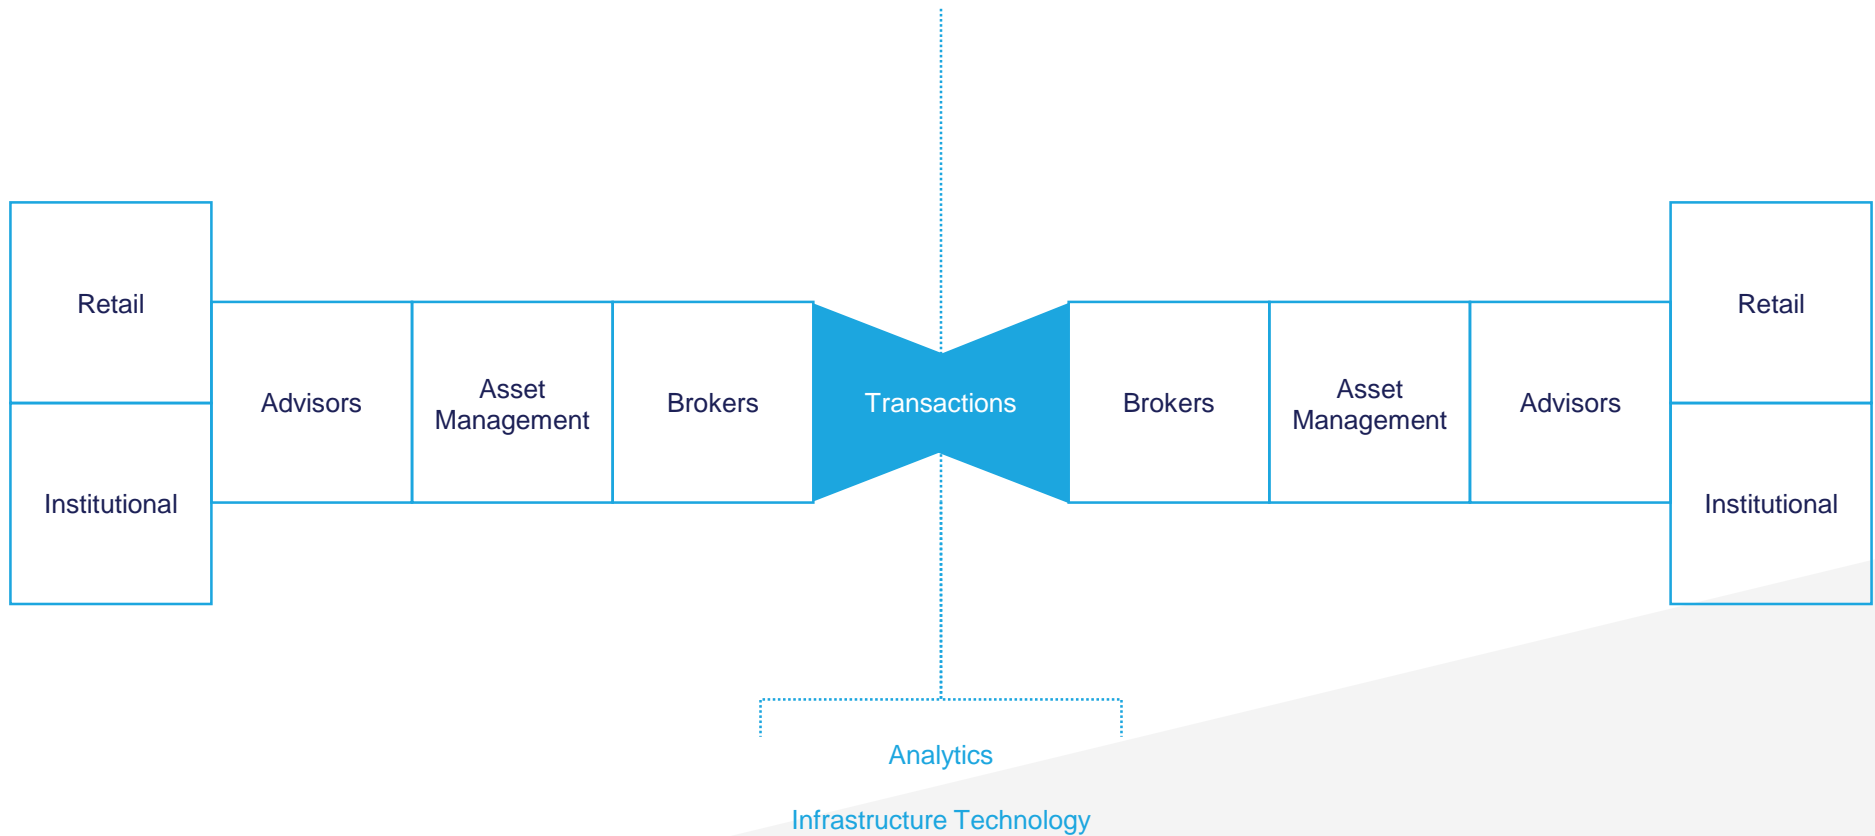 Retail
Institutional
Advisors
Asset
Management
Brokers
Transactions
Brokers
Asset
Management
Advisors
Retail
Institutional
Analytics
Infrastructure Technology